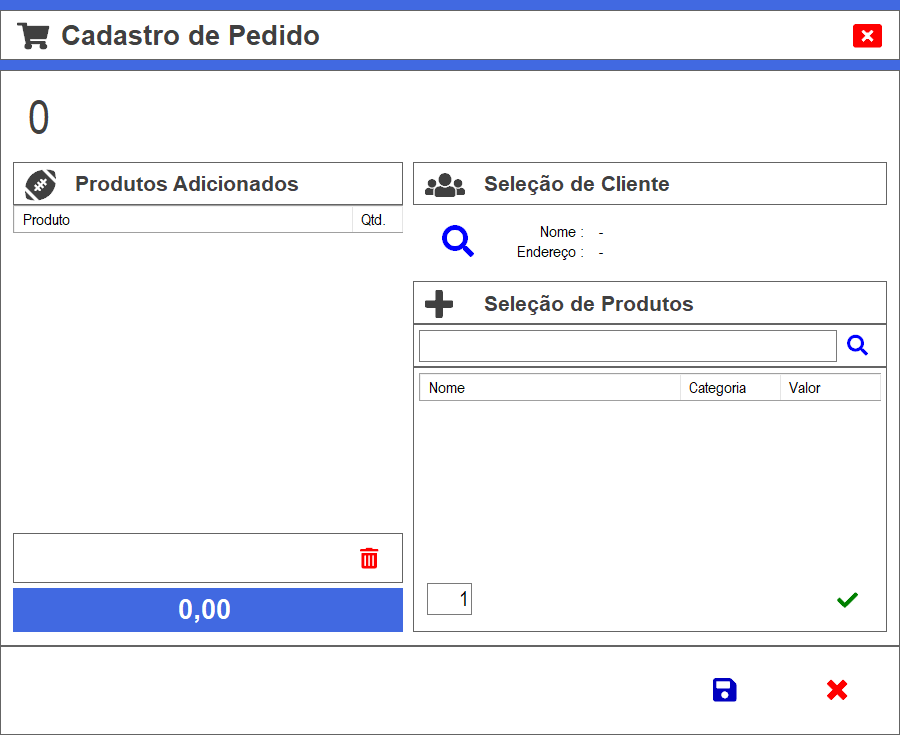 Cadastro de Pedido
0
Produtos Adicionados
Produto Qtd.
0,00
Seleção de Cliente
Nome : -
Endereço : -
Seleção de Produtos
Nome Categoria Valor
1